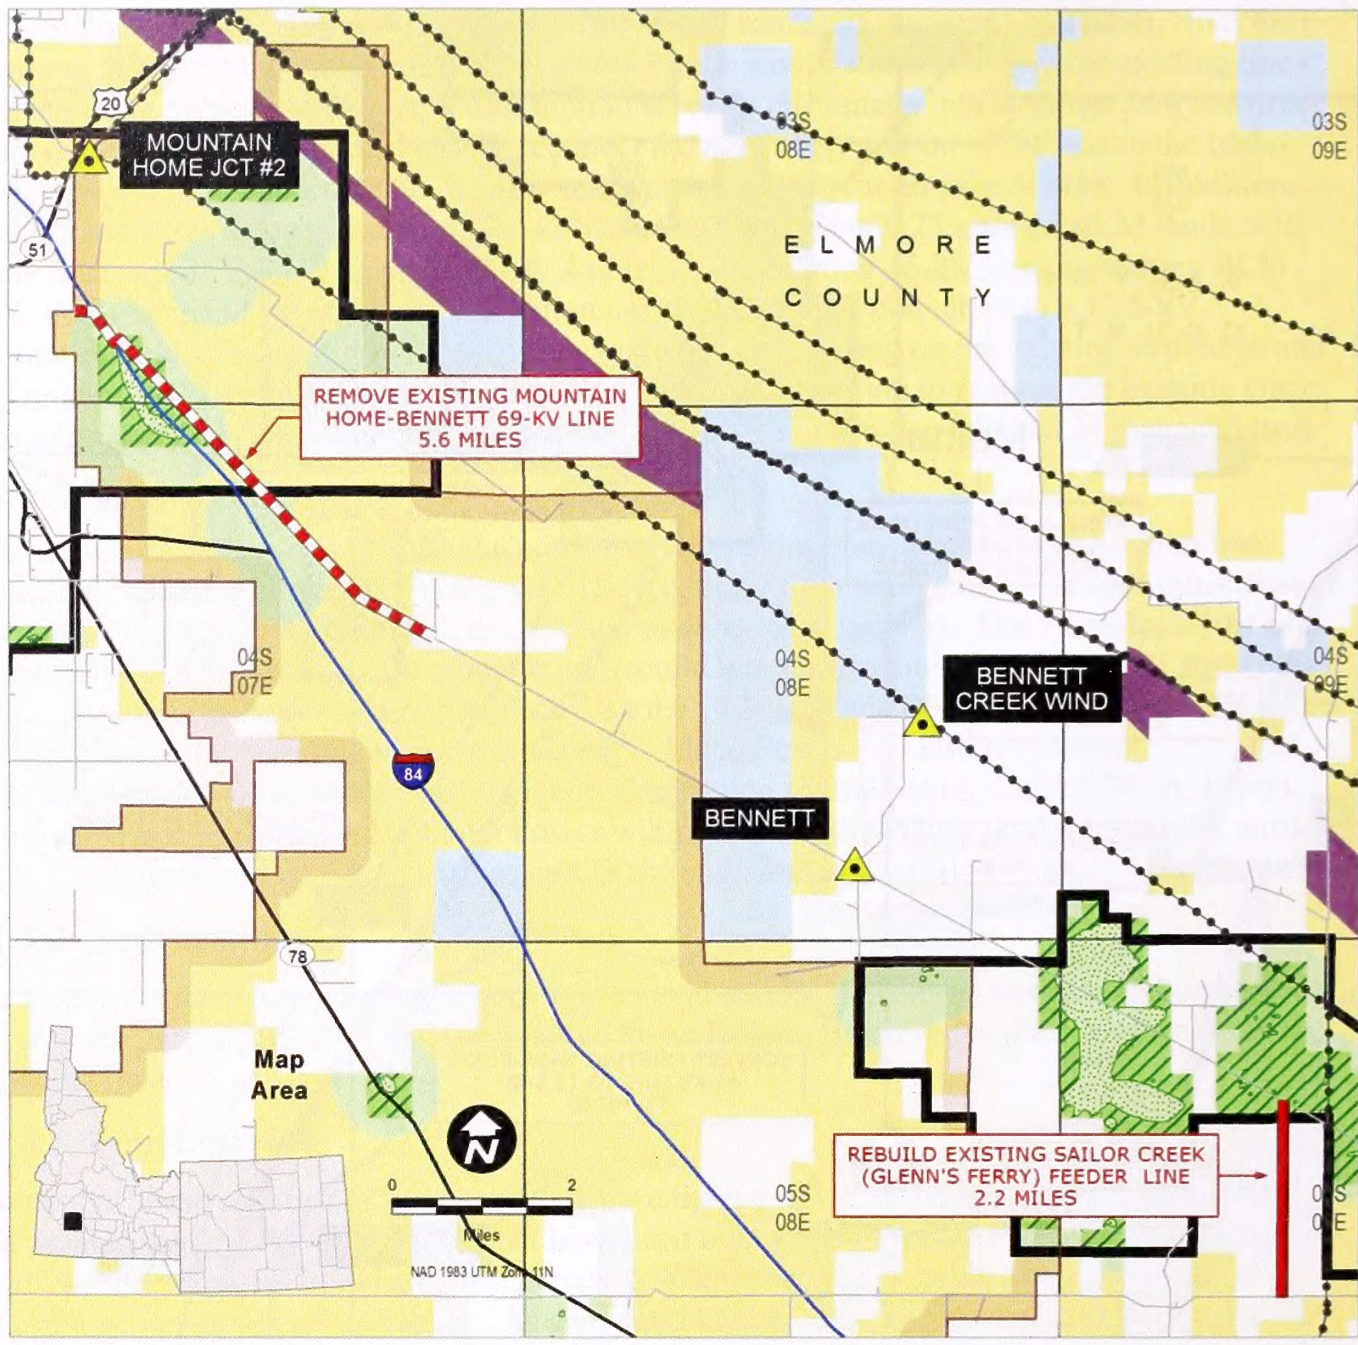 20
MOUNTAIN
HOME JCT #2
51
03S
08E
03S
09E
ELMORE
COUNTY
REMOVE EXISTING MOUNTAIN
HOME-BENNETT 69-KV LINE
5.6 MILES
04S
07E
04S
08E
04S
09E
BENNETT
CREEK WIND
84
BENNETT
78
Map
Area
N
0 2
Miles
NAD 1983 UTM Zone 11N
05S
08E
REBUILD EXISTING SAILOR CREEK
(GLENN'S FERRY) FEEDER LINE
2.2 MILES